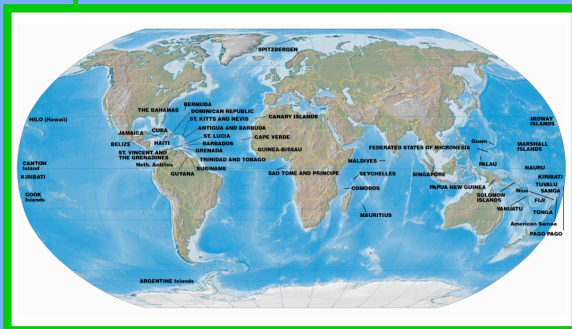 SPITZBERGEN
BERMUDA
THE BAHAMAS
DOMINICAN REPUBLIC
ST. KITTS AND NEVIS
CANARY ISLANDS
HILO (Hawaii)
MIDWAY
ISLANDS
ANTIGUA AND BARBUDA
JAMAICA
CUBA
ST. LUCIA
CAPE VERDE
BELIZE
HAITI
BARBADOS
GRENADA
GUINEA-BISSAU
FEDERATED STATES OF MICRONESIA
Guam
MARSHALL
ISLANDS
ST. VINCENT AND
THE GRENADINES
TRINIDAD AND TOBAGO
MALDIVES
PALAU
CANTON
Island
Neth. Antilles
SURINAME
NAURU
GUYANA
SAO TOME AND PRINCIPE
SEYCHELLES
SINGAPORE
KIRIBATI
KIRIBATI
COMOROS
PAPUA NEW GUINEA
TUVALU
Niue
SAMOA
COOK
Islands
SOLOMON
ISLANDS
FIJI
MAURITIUS
VANUATU
TONGA
American Samoa
PAGO PAGO
ARGENTINE Islands